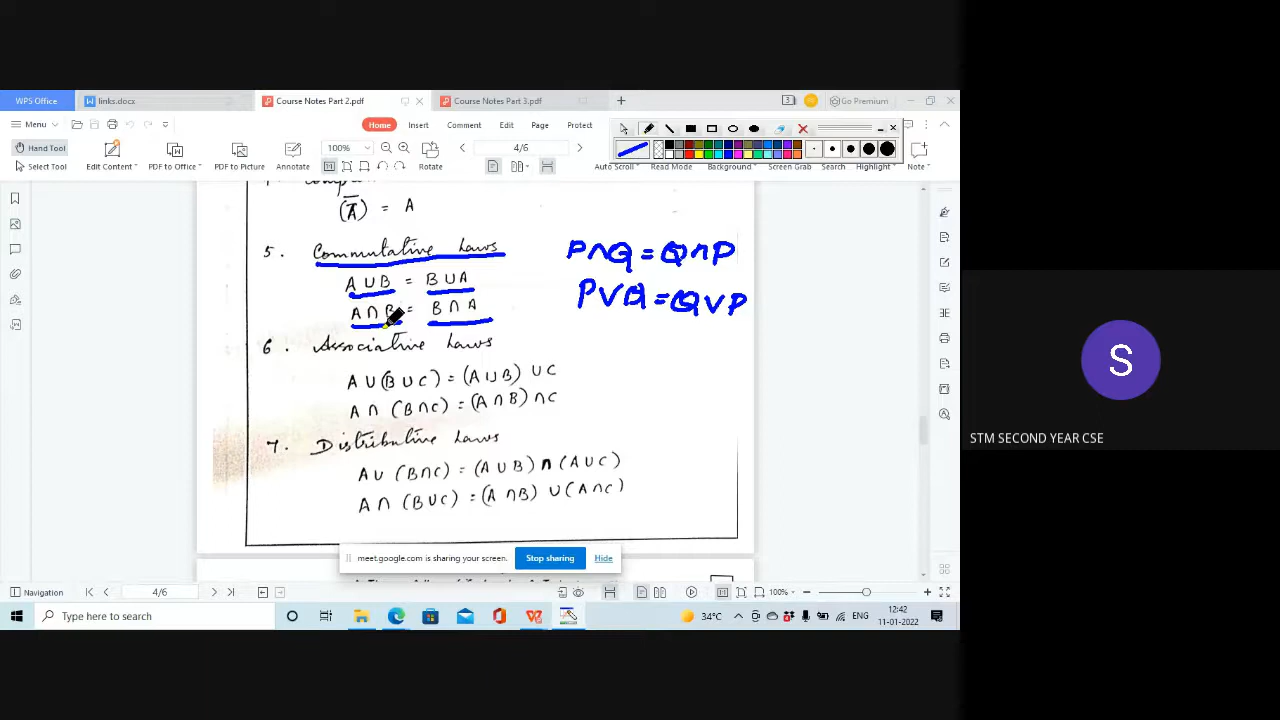 WPS Office links.docx Course Notes Part 2.pdf Course Notes Part 3.pdf 3 Go Premium
Menu Home Insert Comment Edit Page Protect
Hand Tool 100% 4/6
Select Tool Edit Content PDF to Office PDF to Picture Annotate Rotate Auto Scroll Read Mode Background Screen Grab Search Highlight Note
(A̿) = A
5. Commutative Laws P∧Q = Q∧P
A ∪ B = B ∪ A P∨Q = Q∨P
A ∩ B = B ∩ A
6. Associative Laws
A ∪ (B ∪ C) = (A ∪ B) ∪ C
A ∩ (B ∩ C) = (A ∩ B) ∩ C
7. Distributive Laws
A ∪ (B ∩ C) = (A ∪ B) ∩ (A ∪ C)
A ∩ (B ∪ C) = (A ∩ B) ∪ (A ∩ C)
meet.google.com is sharing your screen. Stop sharing Hide
Navigation 4/6 100%
Type here to search 34°C ENG 12:42
11-01-2022
S
STM SECOND YEAR CSE